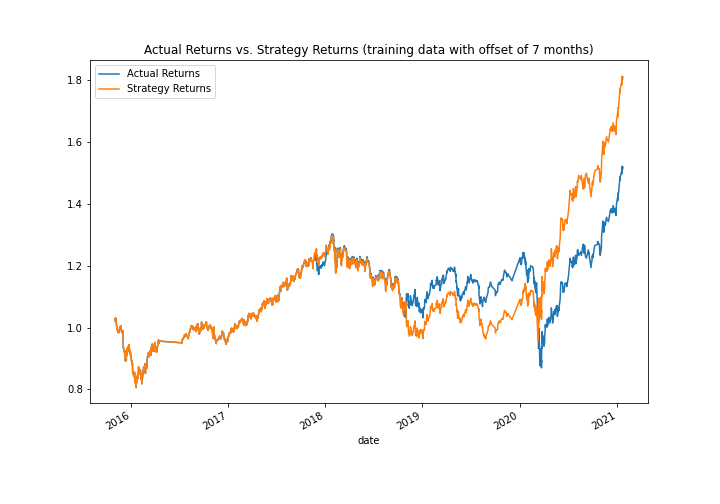 Actual Returns vs. Strategy Returns (training data with offset of 7 months)
Actual Returns
Strategy Returns
1.8
1.6
1.4
1.2
1.0
0.8
2016 2017 2018 2019 2020 2021
date